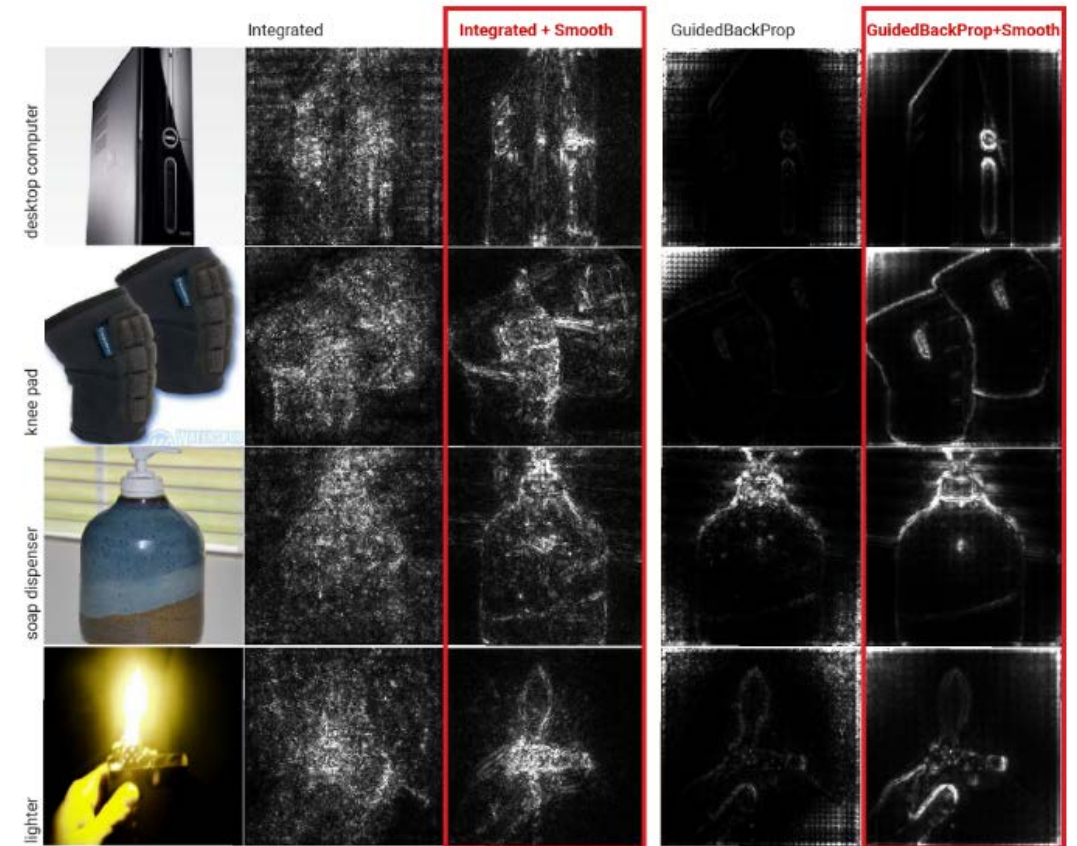 Integrated
Integrated + Smooth
GuidedBackProp
GuidedBackProp+Smooth
desktop computer
knee pad
soap dispenser
lighter